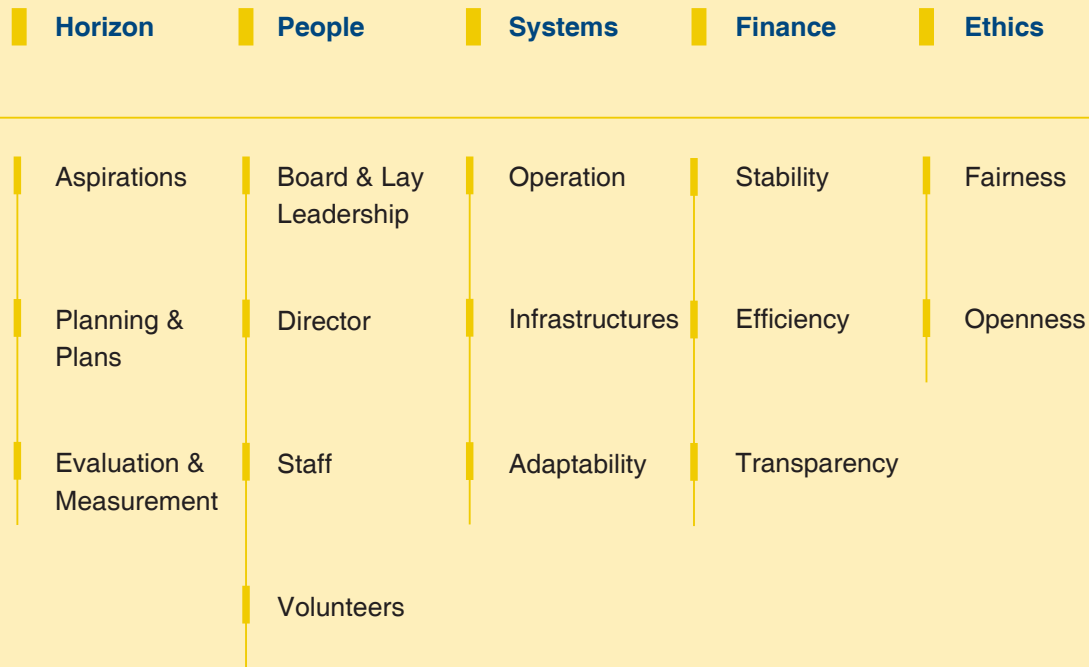 Horizon
People
Systems
Finance
Ethics
Aspirations
Board & Lay
Leadership
Operation
Stability
Fairness
Planning &
Plans
Director
Infrastructures
Efficiency
Openness
Evaluation &
Measurement
Staff
Adaptability
Transparency
Volunteers